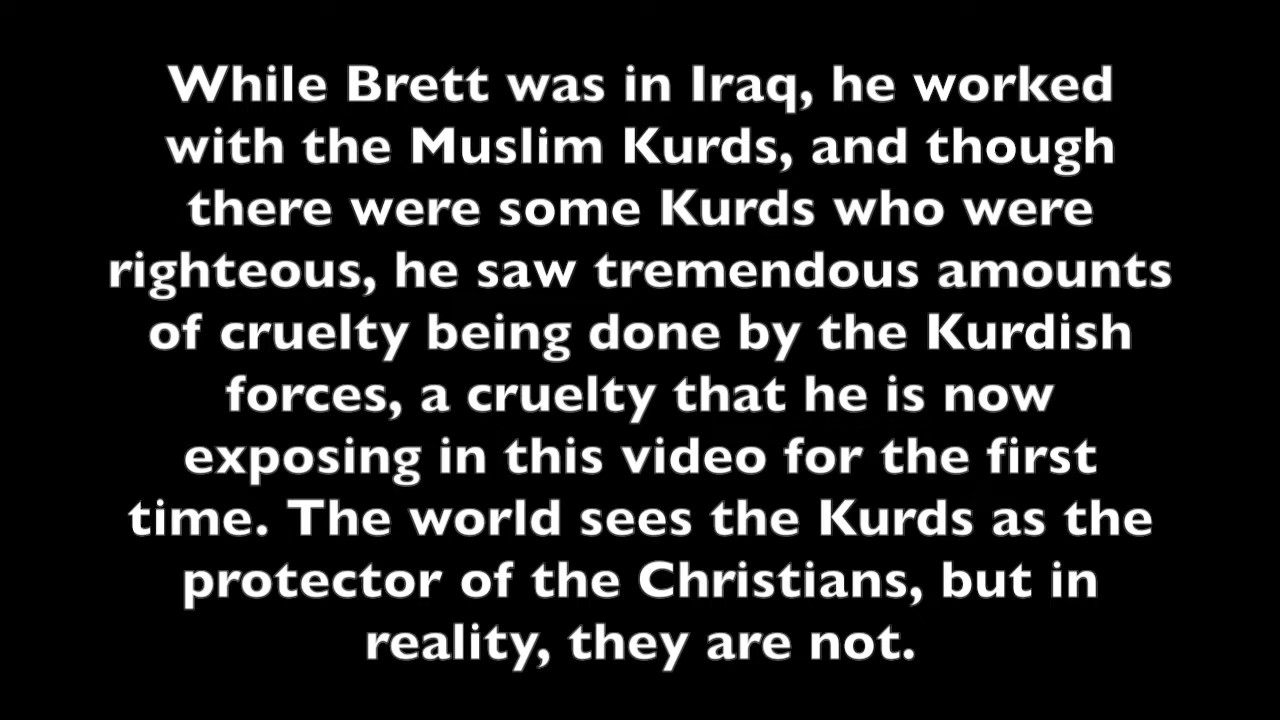 While Brett was in Iraq, he worked
with the Muslim Kurds, and though
there were some Kurds who were
righteous, he saw tremendous amounts
of cruelty being done by the Kurdish
forces, a cruelty that he is now
exposing in this video for the first
time. The world sees the Kurds as the
protector of the Christians, but in
reality, they are not.